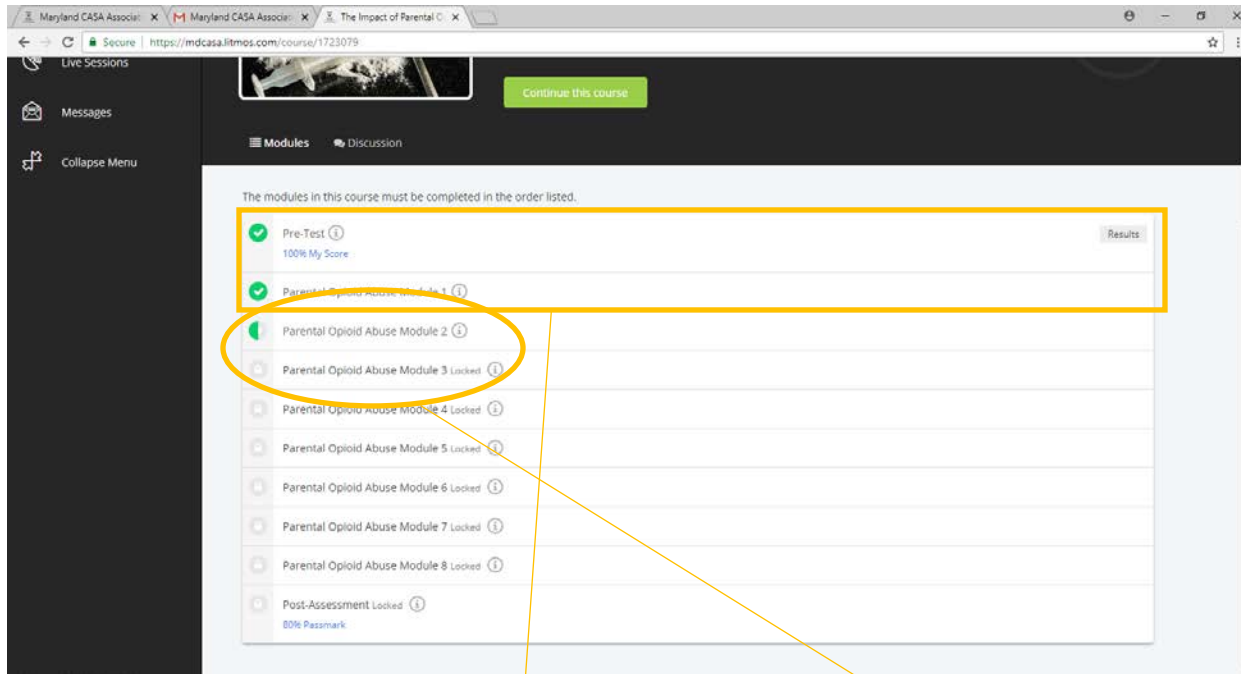 Maryland CASA Associat
Maryland CASA Associat
The Impact of Parental O
Secure | https://mdcasa.litmos.com/course/1723079
Live Sessions
Continue this course
Messages
Modules Discussion
Collapse Menu
The modules in this course must be completed in the order listed.
Pre-Test
Results
100% My Score
Parental Opioid Abuse Module 1
Parental Opioid Abuse Module 2
Parental Opioid Abuse Module 3 Locked
Parental Opioid Abuse Module 4 Locked
Parental Opioid Abuse Module 5 Locked
Parental Opioid Abuse Module 6 Locked
Parental Opioid Abuse Module 7 Locked
Parental Opioid Abuse Module 8 Locked
Post-Assessment Locked
80% Passmark